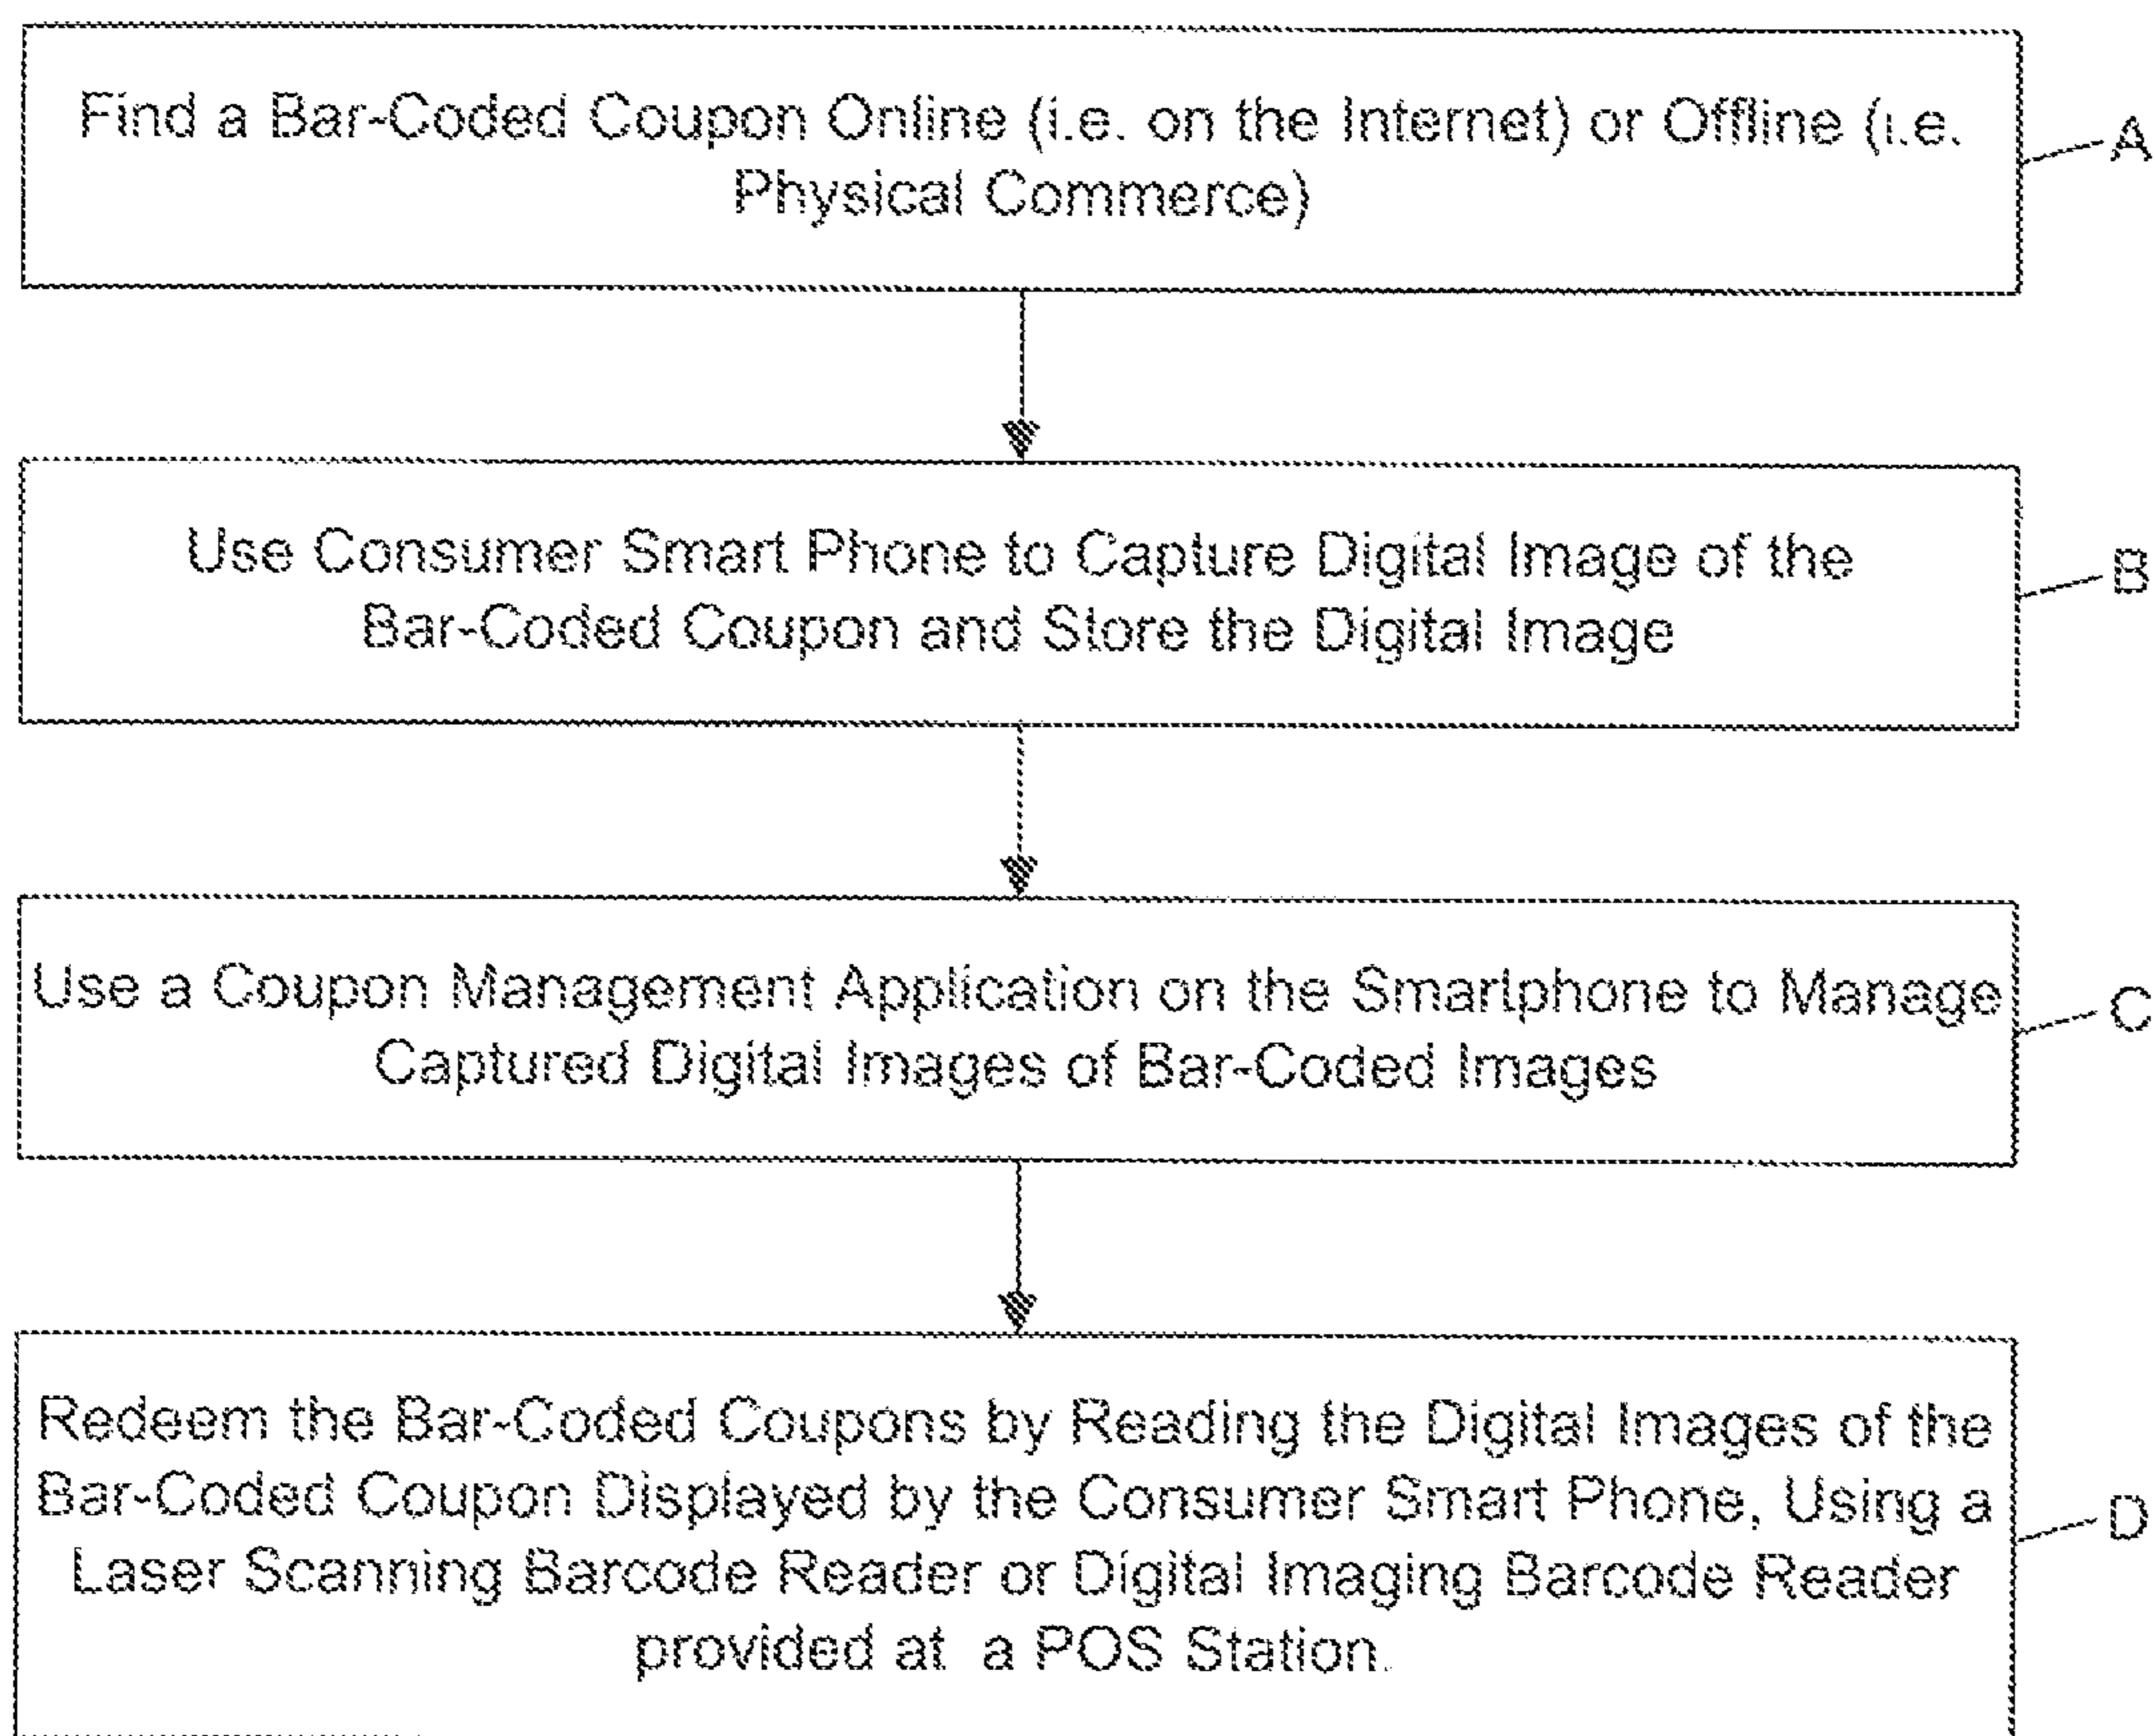 Find a Bar-Coded Coupon Online (i.e. on the Internet) or Offline (i.e.
Physical Commerce)
A
Use Consumer Smart Phone to Capture Digital Image of the
Bar-Coded Coupon and Store the Digital Image
B
Use a Coupon Management Application on the Smartphone to Manage
Captured Digital Images of Bar-Coded Images
C
Redeem the Bar-Coded Coupons by Reading the Digital Images of the
Bar-Coded Coupon Displayed by the Consumer Smart Phone, Using a
Laser Scanning Barcode Reader or Digital Imaging Barcode Reader
provided at a POS Station.
D